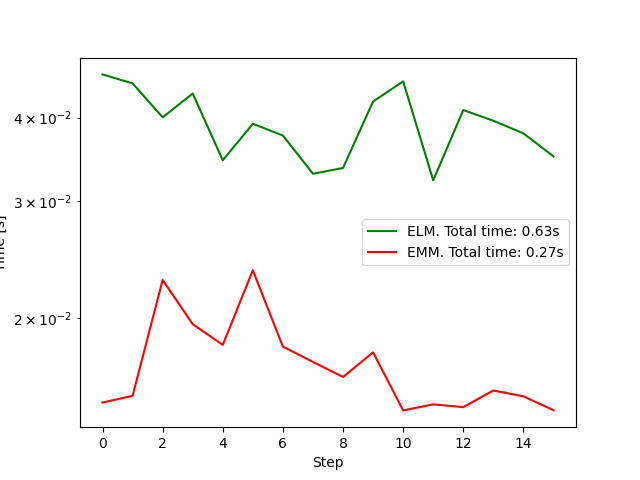 4 × 10⁻²
3 × 10⁻²
2 × 10⁻²
Time [s]
ELM. Total time: 0.63s
EMM. Total time: 0.27s
0 2 4 6 8 10 12 14
Step